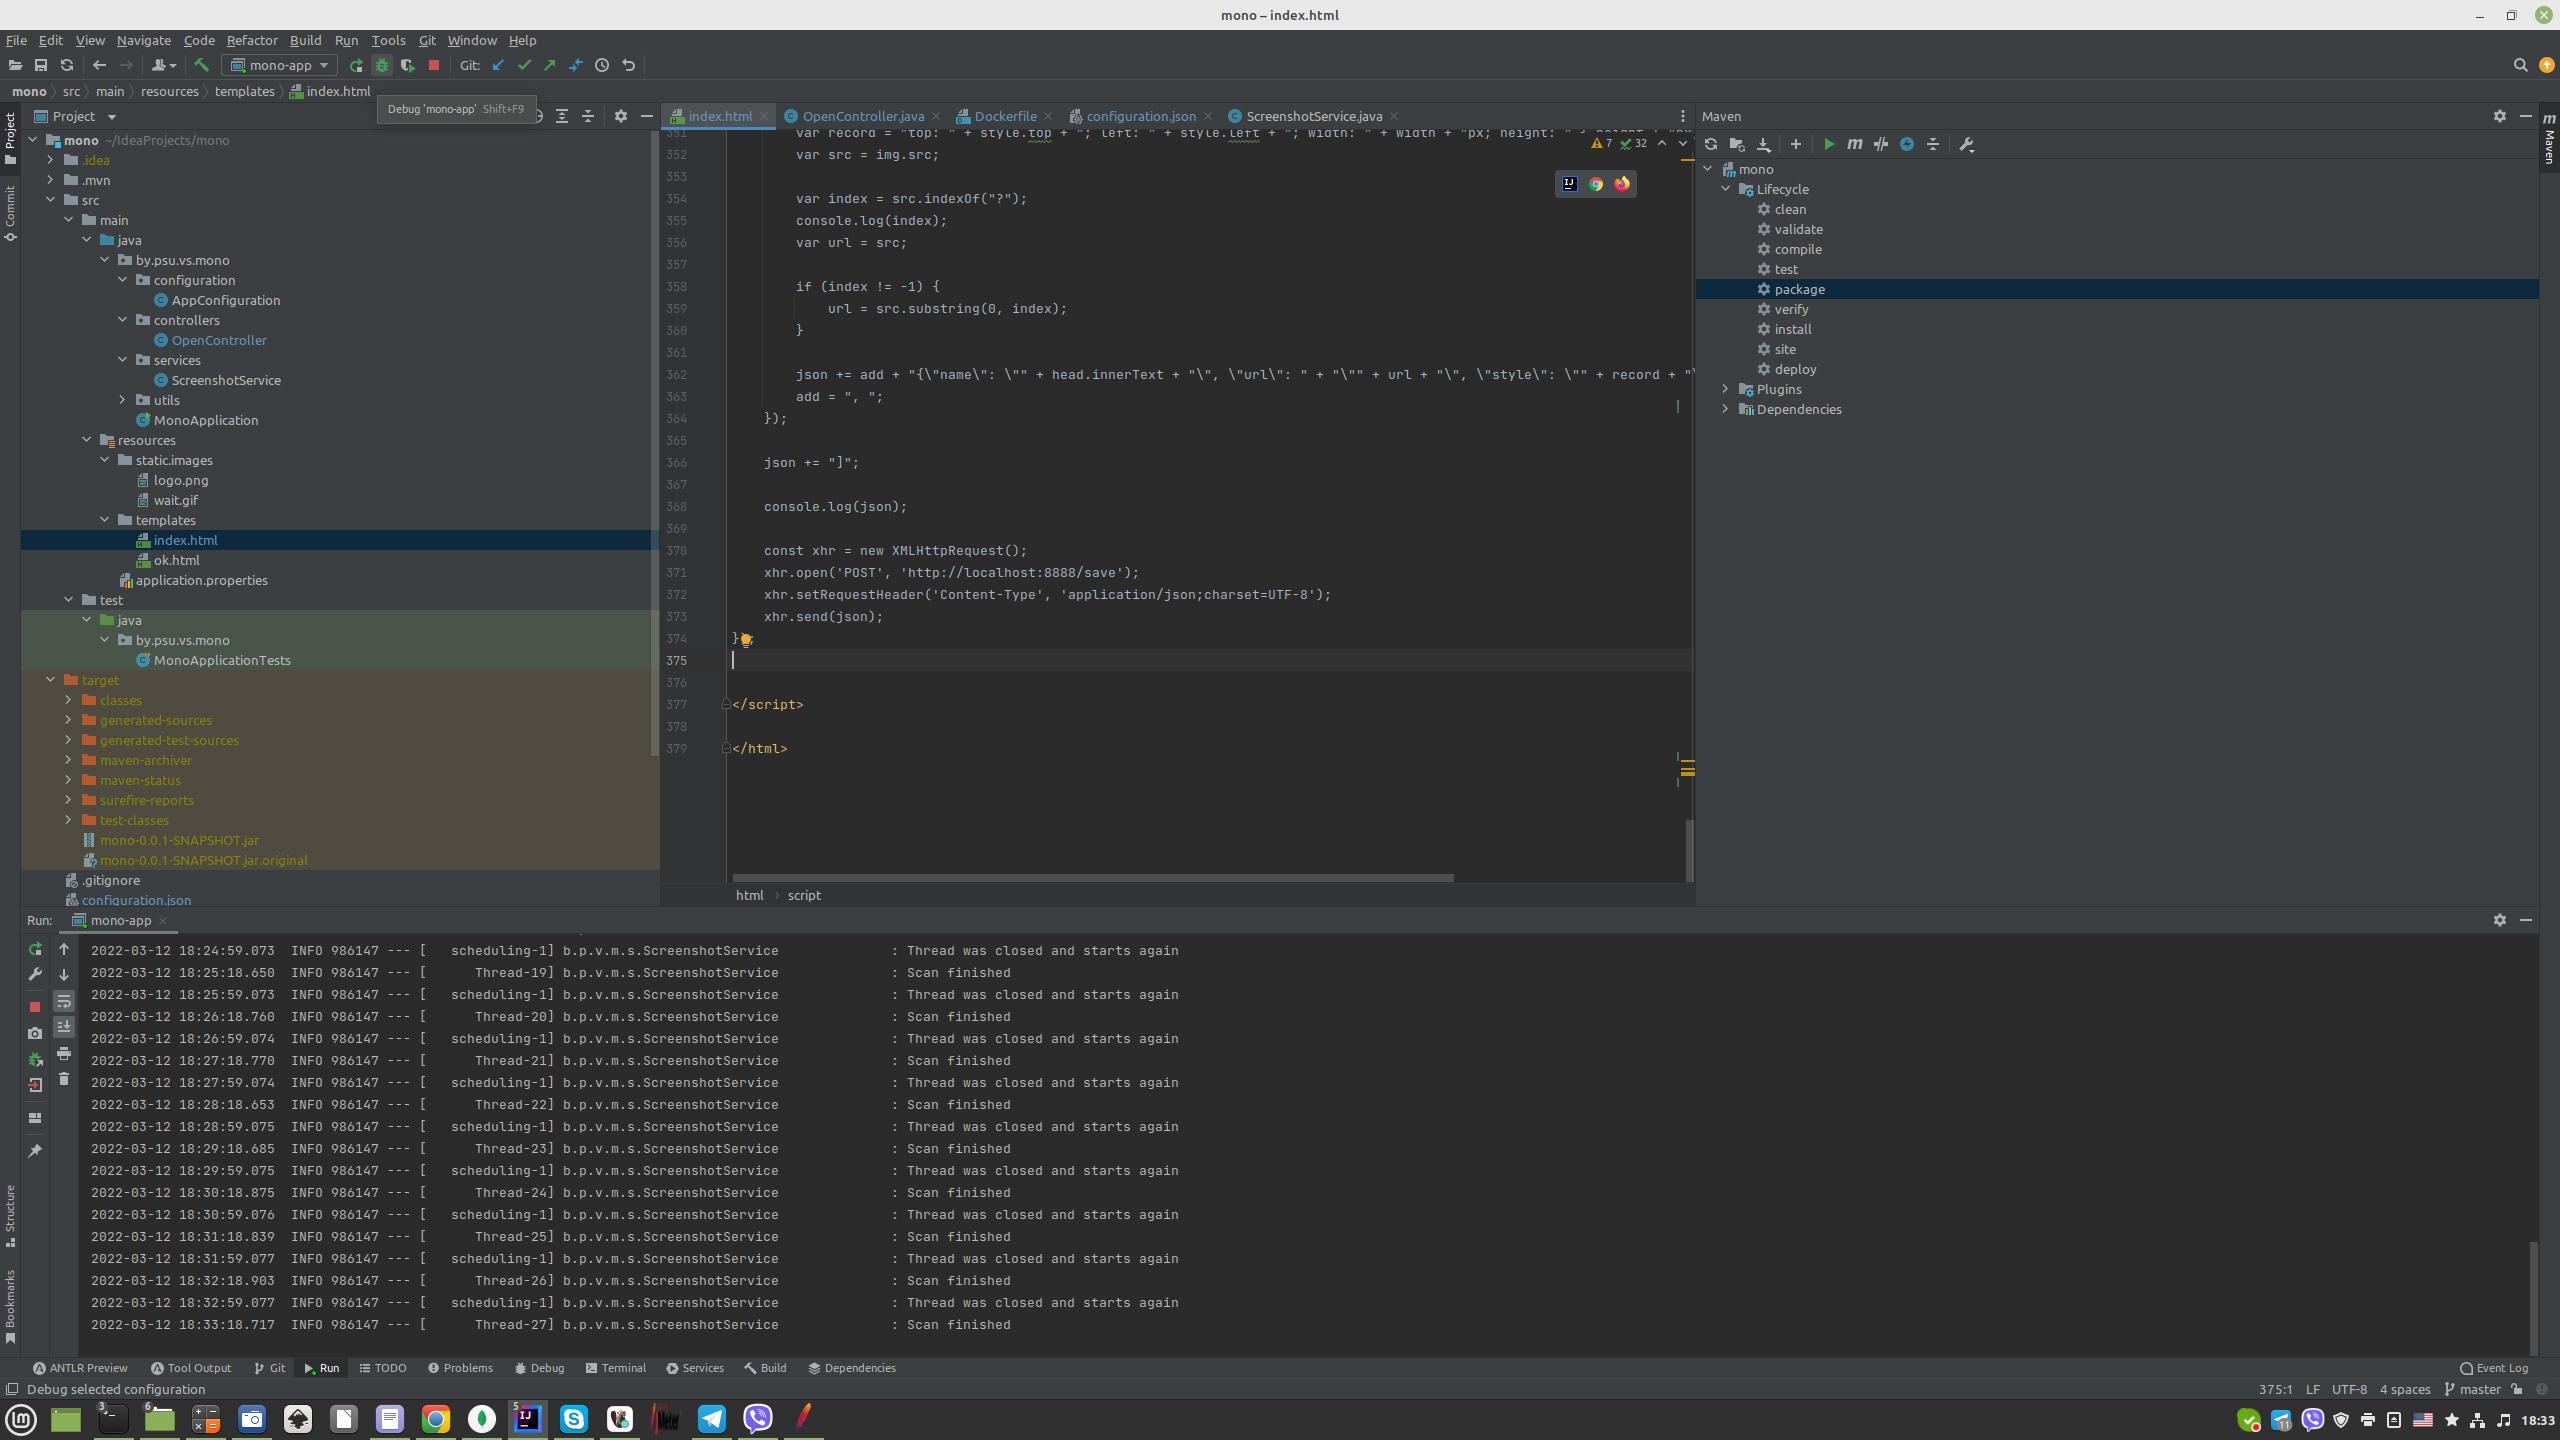 mono – index.html
File Edit View Navigate Code Refactor Build Run Tools Git Window Help
mono-app Git:
mono src main resources templates index.html
Debug 'mono-app' Shift+F9
Project
index.html OpenController.java Dockerfile configuration.json ScreenshotService.java
Maven
Project
Commit
Structure
Bookmarks
Maven
mono ~/IdeaProjects/mono
.idea
.mvn
src
main
java
by.psu.vs.mono
configuration
AppConfiguration
controllers
OpenController
services
ScreenshotService
utils
MonoApplication
resources
static.images
logo.png
wait.gif
templates
index.html
ok.html
application.properties
test
java
by.psu.vs.mono
MonoApplicationTests
target
classes
generated-sources
generated-test-sources
maven-archiver
maven-status
surefire-reports
test-classes
mono-0.0.1-SNAPSHOT.jar
mono-0.0.1-SNAPSHOT.jar.original
.gitignore
configuration.json
7 32
351 var record = "top: " + style.top + "; left: " + style.left + "; width: " + width + "px; height: "
352 var src = img.src;
353
354 var index = src.indexOf("?");
355 console.log(index);
356 var url = src;
357
358 if (index != -1) {
359 url = src.substring(0, index);
360 }
361
362 json += add + "{\"name\": \"" + head.innerText + "\", \"url\": " + "\"" + url + "\", \"style\": \"" + record + "\
363 add = ", ";
364 });
365
366 json += "]";
367
368 console.log(json);
369
370 const xhr = new XMLHttpRequest();
371 xhr.open('POST', 'http://localhost:8888/save');
372 xhr.setRequestHeader('Content-Type', 'application/json;charset=UTF-8');
373 xhr.send(json);
374 });
375
376
377 </script>
378
379 </html>
html script
mono
Lifecycle
clean
validate
compile
test
package
verify
install
site
deploy
Plugins
Dependencies
Run: mono-app
2022-03-12 18:24:59.073 INFO 986147 --- [ scheduling-1] b.p.v.m.s.ScreenshotService : Thread was closed and starts again
2022-03-12 18:25:18.650 INFO 986147 --- [ Thread-19] b.p.v.m.s.ScreenshotService : Scan finished
2022-03-12 18:25:59.073 INFO 986147 --- [ scheduling-1] b.p.v.m.s.ScreenshotService : Thread was closed and starts again
2022-03-12 18:26:18.760 INFO 986147 --- [ Thread-20] b.p.v.m.s.ScreenshotService : Scan finished
2022-03-12 18:26:59.074 INFO 986147 --- [ scheduling-1] b.p.v.m.s.ScreenshotService : Thread was closed and starts again
2022-03-12 18:27:18.770 INFO 986147 --- [ Thread-21] b.p.v.m.s.ScreenshotService : Scan finished
2022-03-12 18:27:59.074 INFO 986147 --- [ scheduling-1] b.p.v.m.s.ScreenshotService : Thread was closed and starts again
2022-03-12 18:28:18.653 INFO 986147 --- [ Thread-22] b.p.v.m.s.ScreenshotService : Scan finished
2022-03-12 18:28:59.075 INFO 986147 --- [ scheduling-1] b.p.v.m.s.ScreenshotService : Thread was closed and starts again
2022-03-12 18:29:18.685 INFO 986147 --- [ Thread-23] b.p.v.m.s.ScreenshotService : Scan finished
2022-03-12 18:29:59.075 INFO 986147 --- [ scheduling-1] b.p.v.m.s.ScreenshotService : Thread was closed and starts again
2022-03-12 18:30:18.875 INFO 986147 --- [ Thread-24] b.p.v.m.s.ScreenshotService : Scan finished
2022-03-12 18:30:59.076 INFO 986147 --- [ scheduling-1] b.p.v.m.s.ScreenshotService : Thread was closed and starts again
2022-03-12 18:31:18.839 INFO 986147 --- [ Thread-25] b.p.v.m.s.ScreenshotService : Scan finished
2022-03-12 18:31:59.077 INFO 986147 --- [ scheduling-1] b.p.v.m.s.ScreenshotService : Thread was closed and starts again
2022-03-12 18:32:18.903 INFO 986147 --- [ Thread-26] b.p.v.m.s.ScreenshotService : Scan finished
2022-03-12 18:32:59.077 INFO 986147 --- [ scheduling-1] b.p.v.m.s.ScreenshotService : Thread was closed and starts again
2022-03-12 18:33:18.717 INFO 986147 --- [ Thread-27] b.p.v.m.s.ScreenshotService : Scan finished
ANTLR Preview Tool Output Git Run TODO Problems Debug Terminal Services Build Dependencies Event Log
Debug selected configuration 375:1 LF UTF-8 4 spaces master
3 6 5 11 18:33